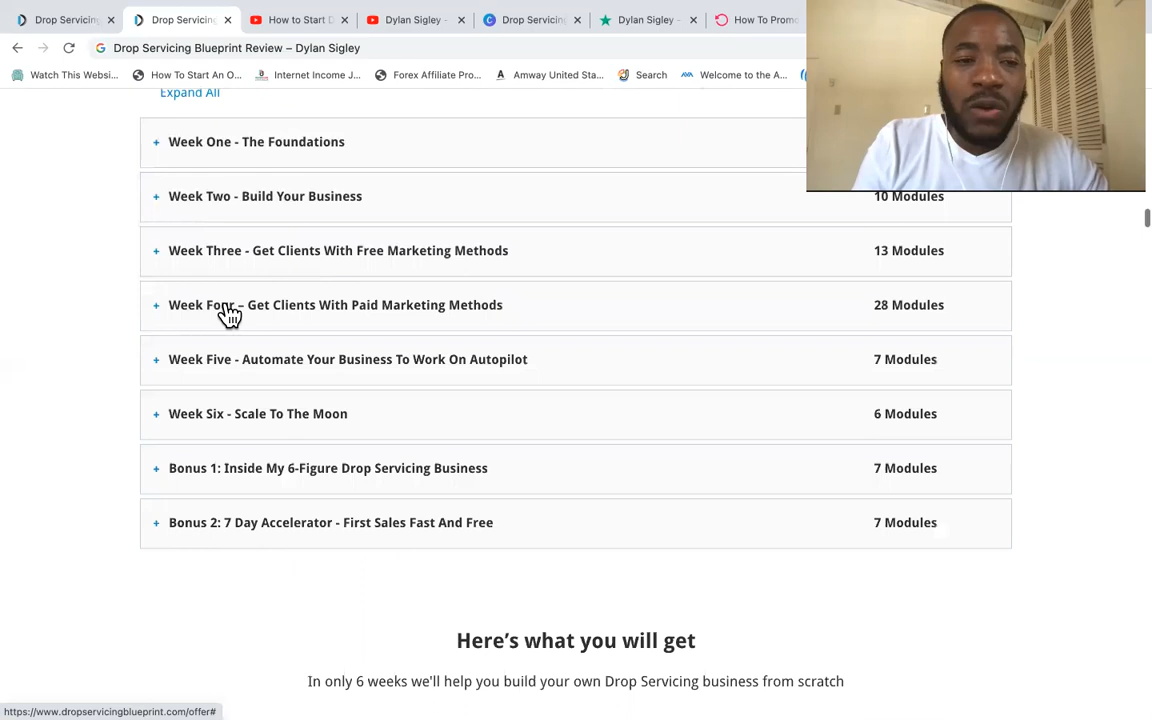 Drop Servicing
Drop Servicing
How to Start D
Dylan Sigley -
Drop Servicing
Dylan Sigley -
How To Promo
Drop Servicing Blueprint Review – Dylan Sigley
Watch This Websi...
How To Start An O...
Internet Income J...
Forex Affiliate Pro...
Amway United Sta...
Search
Welcome to the A...
Expand All
+ Week One - The Foundations
+ Week Two - Build Your Business 10 Modules
+ Week Three - Get Clients With Free Marketing Methods 13 Modules
+ Week Four – Get Clients With Paid Marketing Methods 28 Modules
+ Week Five - Automate Your Business To Work On Autopilot 7 Modules
+ Week Six - Scale To The Moon 6 Modules
+ Bonus 1: Inside My 6-Figure Drop Servicing Business 7 Modules
+ Bonus 2: 7 Day Accelerator - First Sales Fast And Free 7 Modules
Here's what you will get
In only 6 weeks we'll help you build your own Drop Servicing business from scratch
https://www.dropservicingblueprint.com/offer#